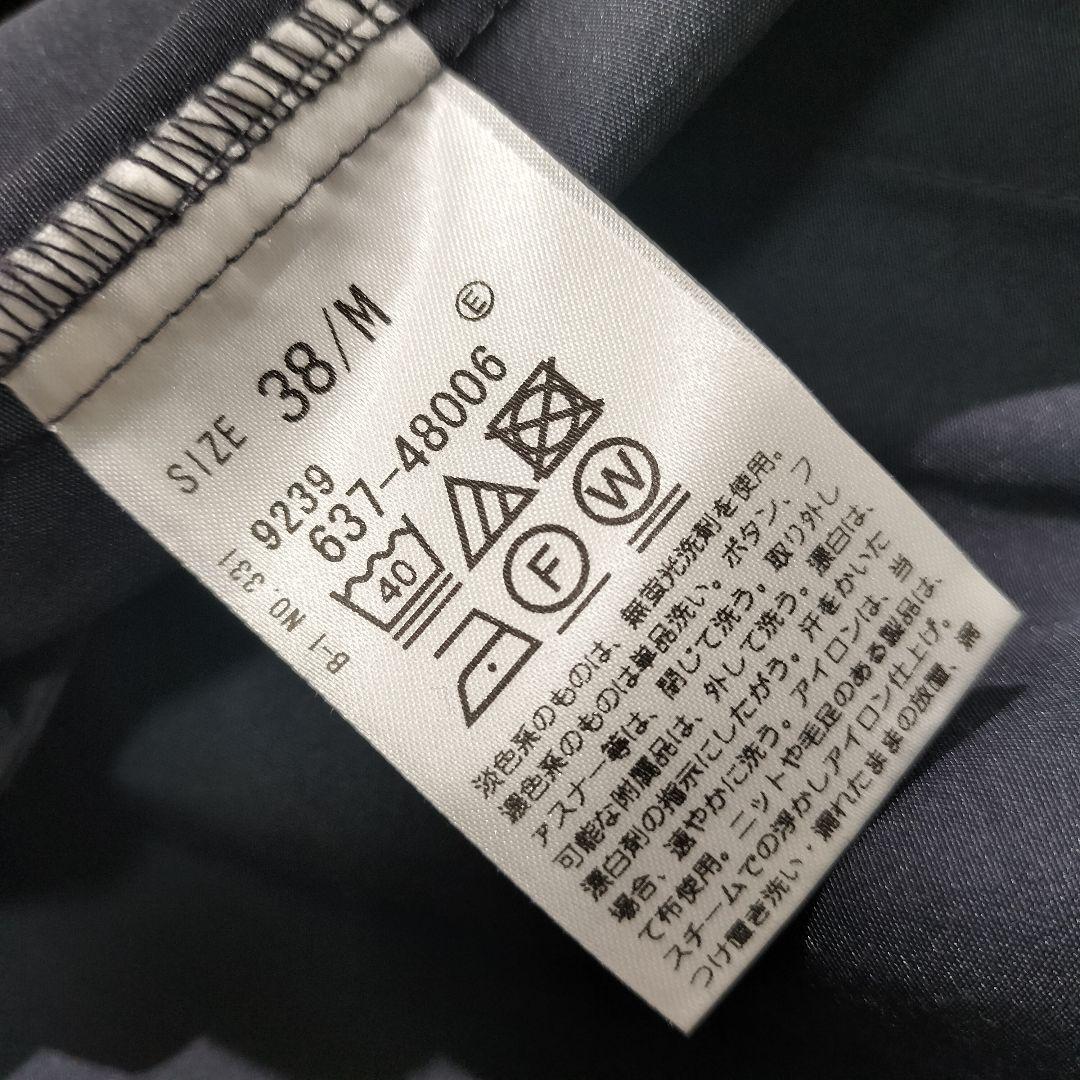 Ⓔ
SIZE 38/M
9239
637-48006
B-1 NO.331
40
F
W
淡色系のものは、無蛍光洗剤を使用。
濃色系のものは単品洗い。ボタン、フ
ァスナー等は、閉じて洗う。取り外し
可能な附属品は、外して洗う。漂白は、
漂白剤の指示にしたがう。汗をかいた
場合、速やかに洗う。アイロンは、当
て布使用。ニットや毛足のある製品は、
スチームでの浮かしアイロン仕上げ。
つけ置き洗い・濡れたままの放置、濡